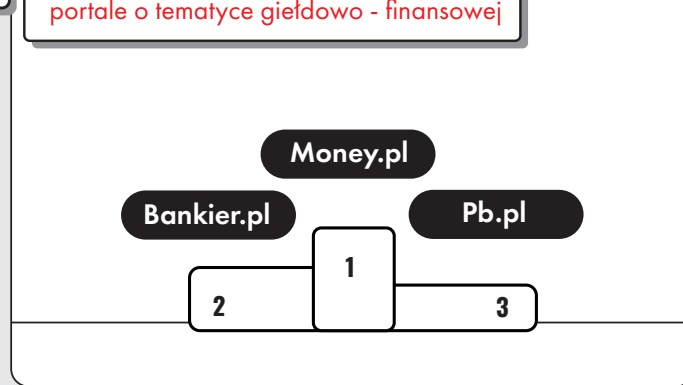 portale o tematyce giełdowo - finansowej
Money.pl
Bankier.pl
Pb.pl
1
2
3